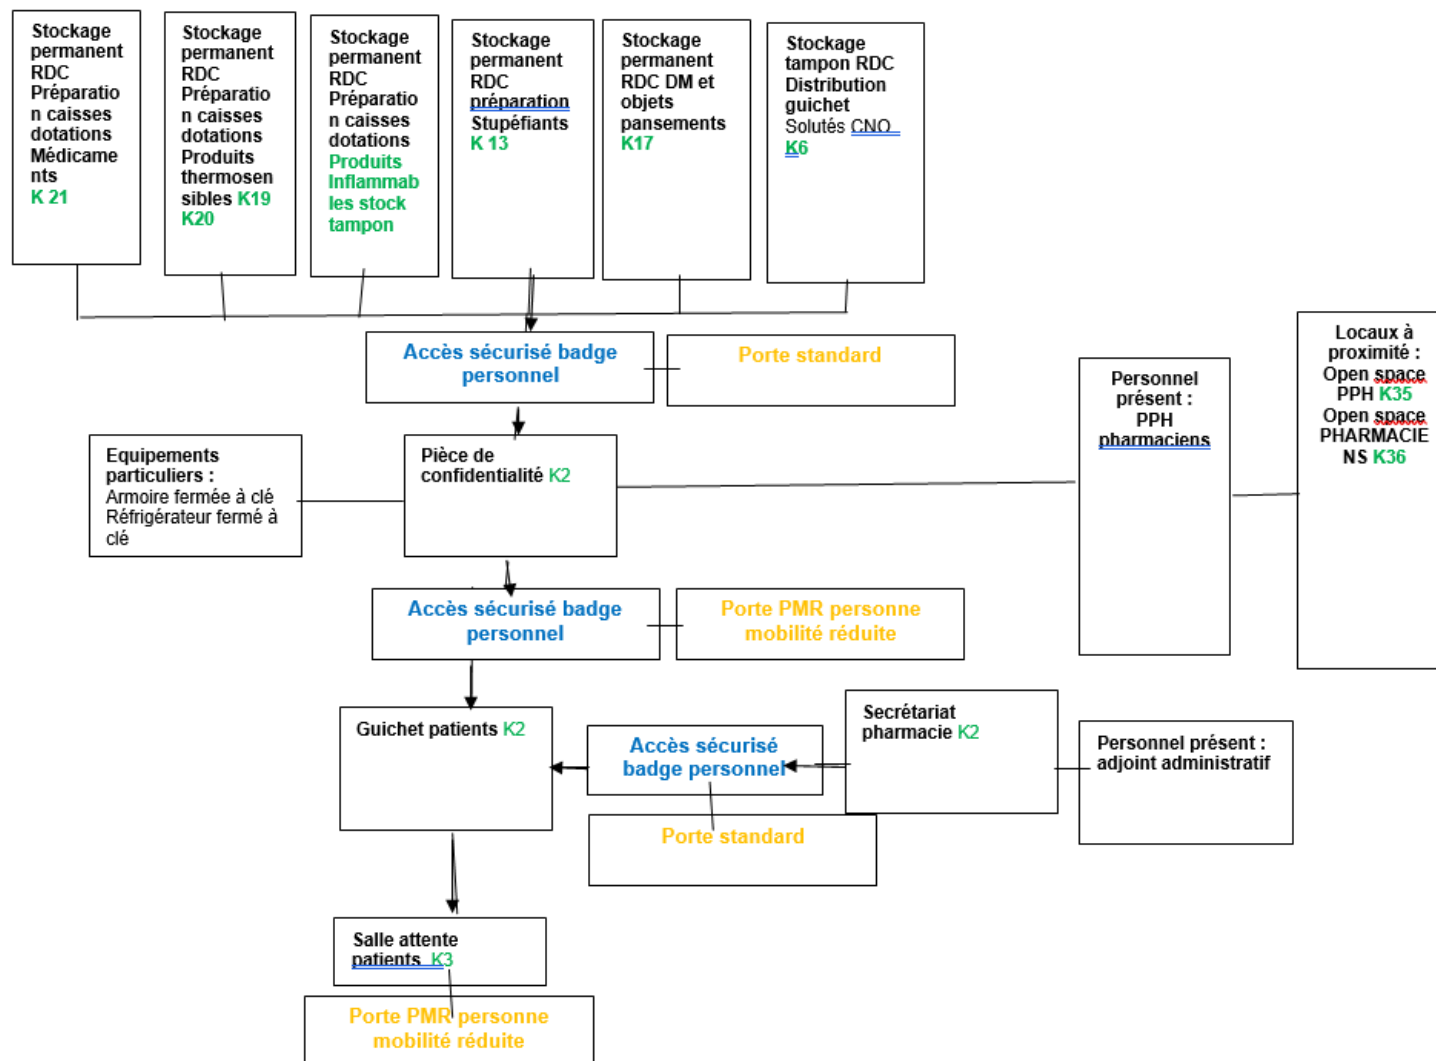 Stockage
permanent
RDC
Préparatio
n caisses
dotations
Médicame
nts
K 21
Stockage
permanent
RDC
Préparatio
n caisses
dotations
Produits
thermosen
sibles K19
K20
Stockage
permanent
RDC
Préparatio
n caisses
dotations
Produits
Inflammab
les stock
tampon
Stockage
permanent
RDC
préparation
Stupéfiants
K 13
Stockage
permanent
RDC DM et
objets
pansements
K17
Stockage
tampon RDC
Distribution
guichet
Solutés CNO
K6
Accès sécurisé badge
personnel
Porte standard
Personnel
présent :
PPH
pharmaciens
Locaux à
proximité :
Open space
PPH K35
Open space
PHARMACIE
NS K36
Equipements
particuliers :
Armoire fermée à clé
Réfrigérateur fermé à
clé
Pièce de
confidentialité K2
Accès sécurisé badge
personnel
Porte PMR personne
mobilité réduite
Guichet patients K2
Accès sécurisé
badge personnel
Secrétariat
pharmacie K2
Personnel présent :
adjoint administratif
Porte standard
Salle attente
patients K3
Porte PMR personne
mobilité réduite